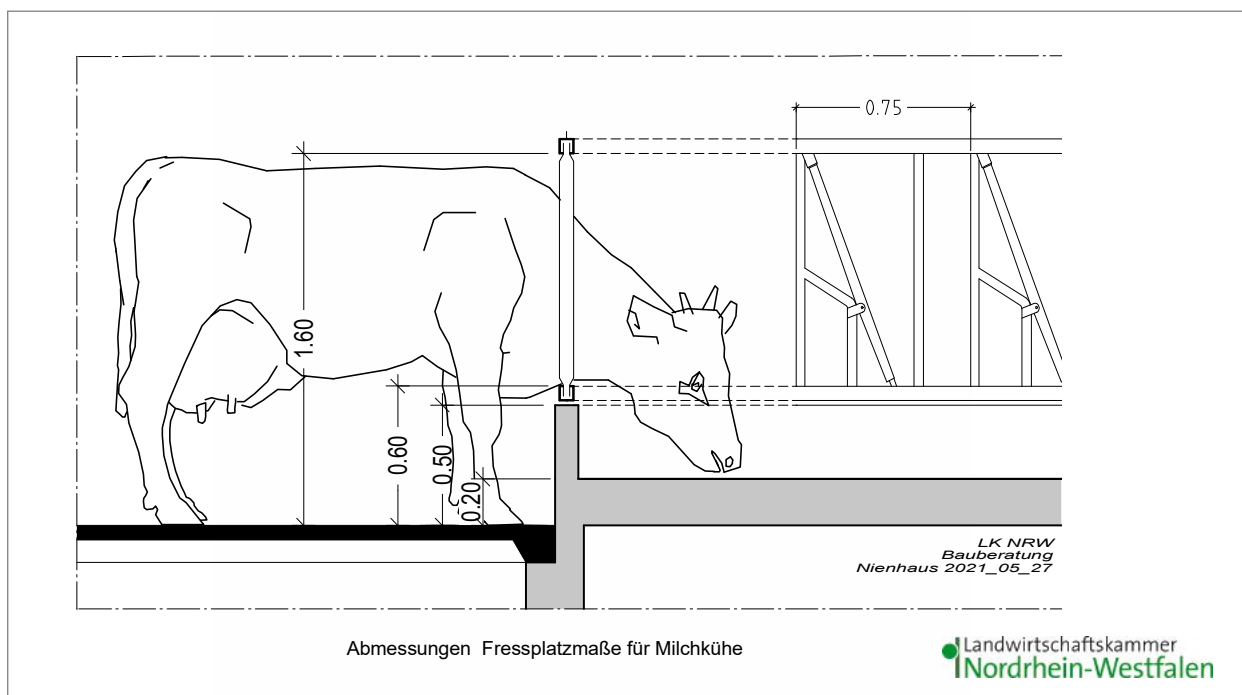 0.75
1.60
0.60
0.50
0.20
LK NRW
Bauberatung
Nienhaus 2021_05_27
Abmessungen Fressplatzmaße für Milchkühe
Landwirtschaftskammer
Nordrhein-Westfalen